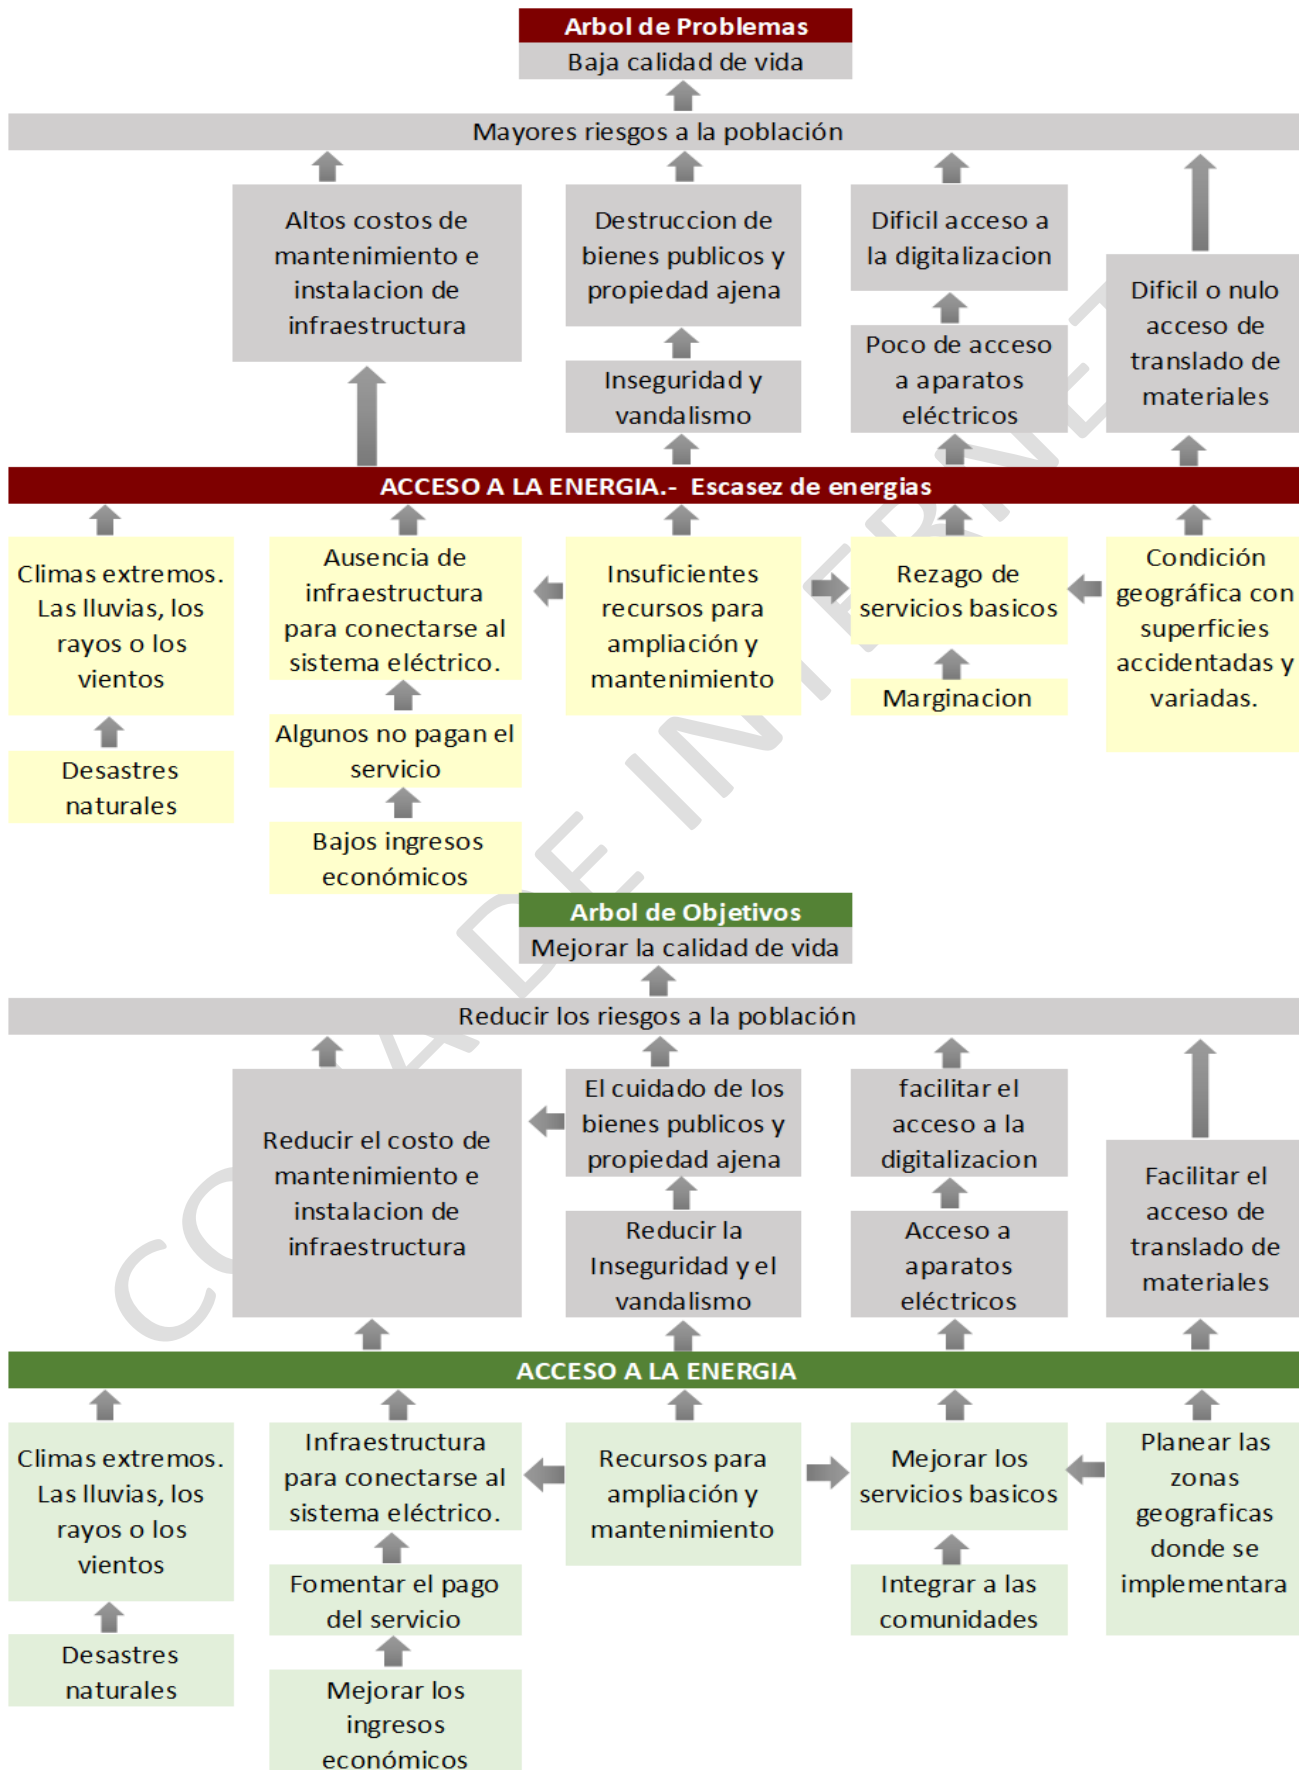 Arbol de Problemas
Baja calidad de vida
Mayores riesgos a la población
Altos costos de
mantenimiento e
instalacion de
infraestructura
Destruccion de
bienes publicos y
propiedad ajena
Inseguridad y
vandalismo
Dificil acceso a
la digitalizacion
Poco de acceso
a aparatos
eléctricos
Dificil o nulo
acceso de
translado de
materiales
ACCESO A LA ENERGIA.- Escasez de energias
Climas extremos.
Las lluvias, los
rayos o los
vientos
Desastres
naturales
Ausencia de
infraestructura
para conectarse al
sistema eléctrico.
Algunos no pagan el
servicio
Bajos ingresos
económicos
Insuficientes
recursos para
ampliación y
mantenimiento
Rezago de
servicios basicos
Marginacion
Condición
geográfica con
superficies
accidentadas y
variadas.
Arbol de Objetivos
Mejorar la calidad de vida
Reducir los riesgos a la población
Reducir el costo de
mantenimiento e
instalacion de
infraestructura
El cuidado de los
bienes publicos y
propiedad ajena
Reducir la
Inseguridad y el
vandalismo
facilitar el
acceso a la
digitalizacion
Acceso a
aparatos
eléctricos
Facilitar el
acceso de
translado de
materiales
ACCESO A LA ENERGIA
Climas extremos.
Las lluvias, los
rayos o los
vientos
Desastres
naturales
Infraestructura
para conectarse al
sistema eléctrico.
Fomentar el pago
del servicio
Mejorar los
ingresos
económicos
Recursos para
ampliación y
mantenimiento
Mejorar los
servicios basicos
Integrar a las
comunidades
Planear las
zonas
geograficas
donde se
implementara